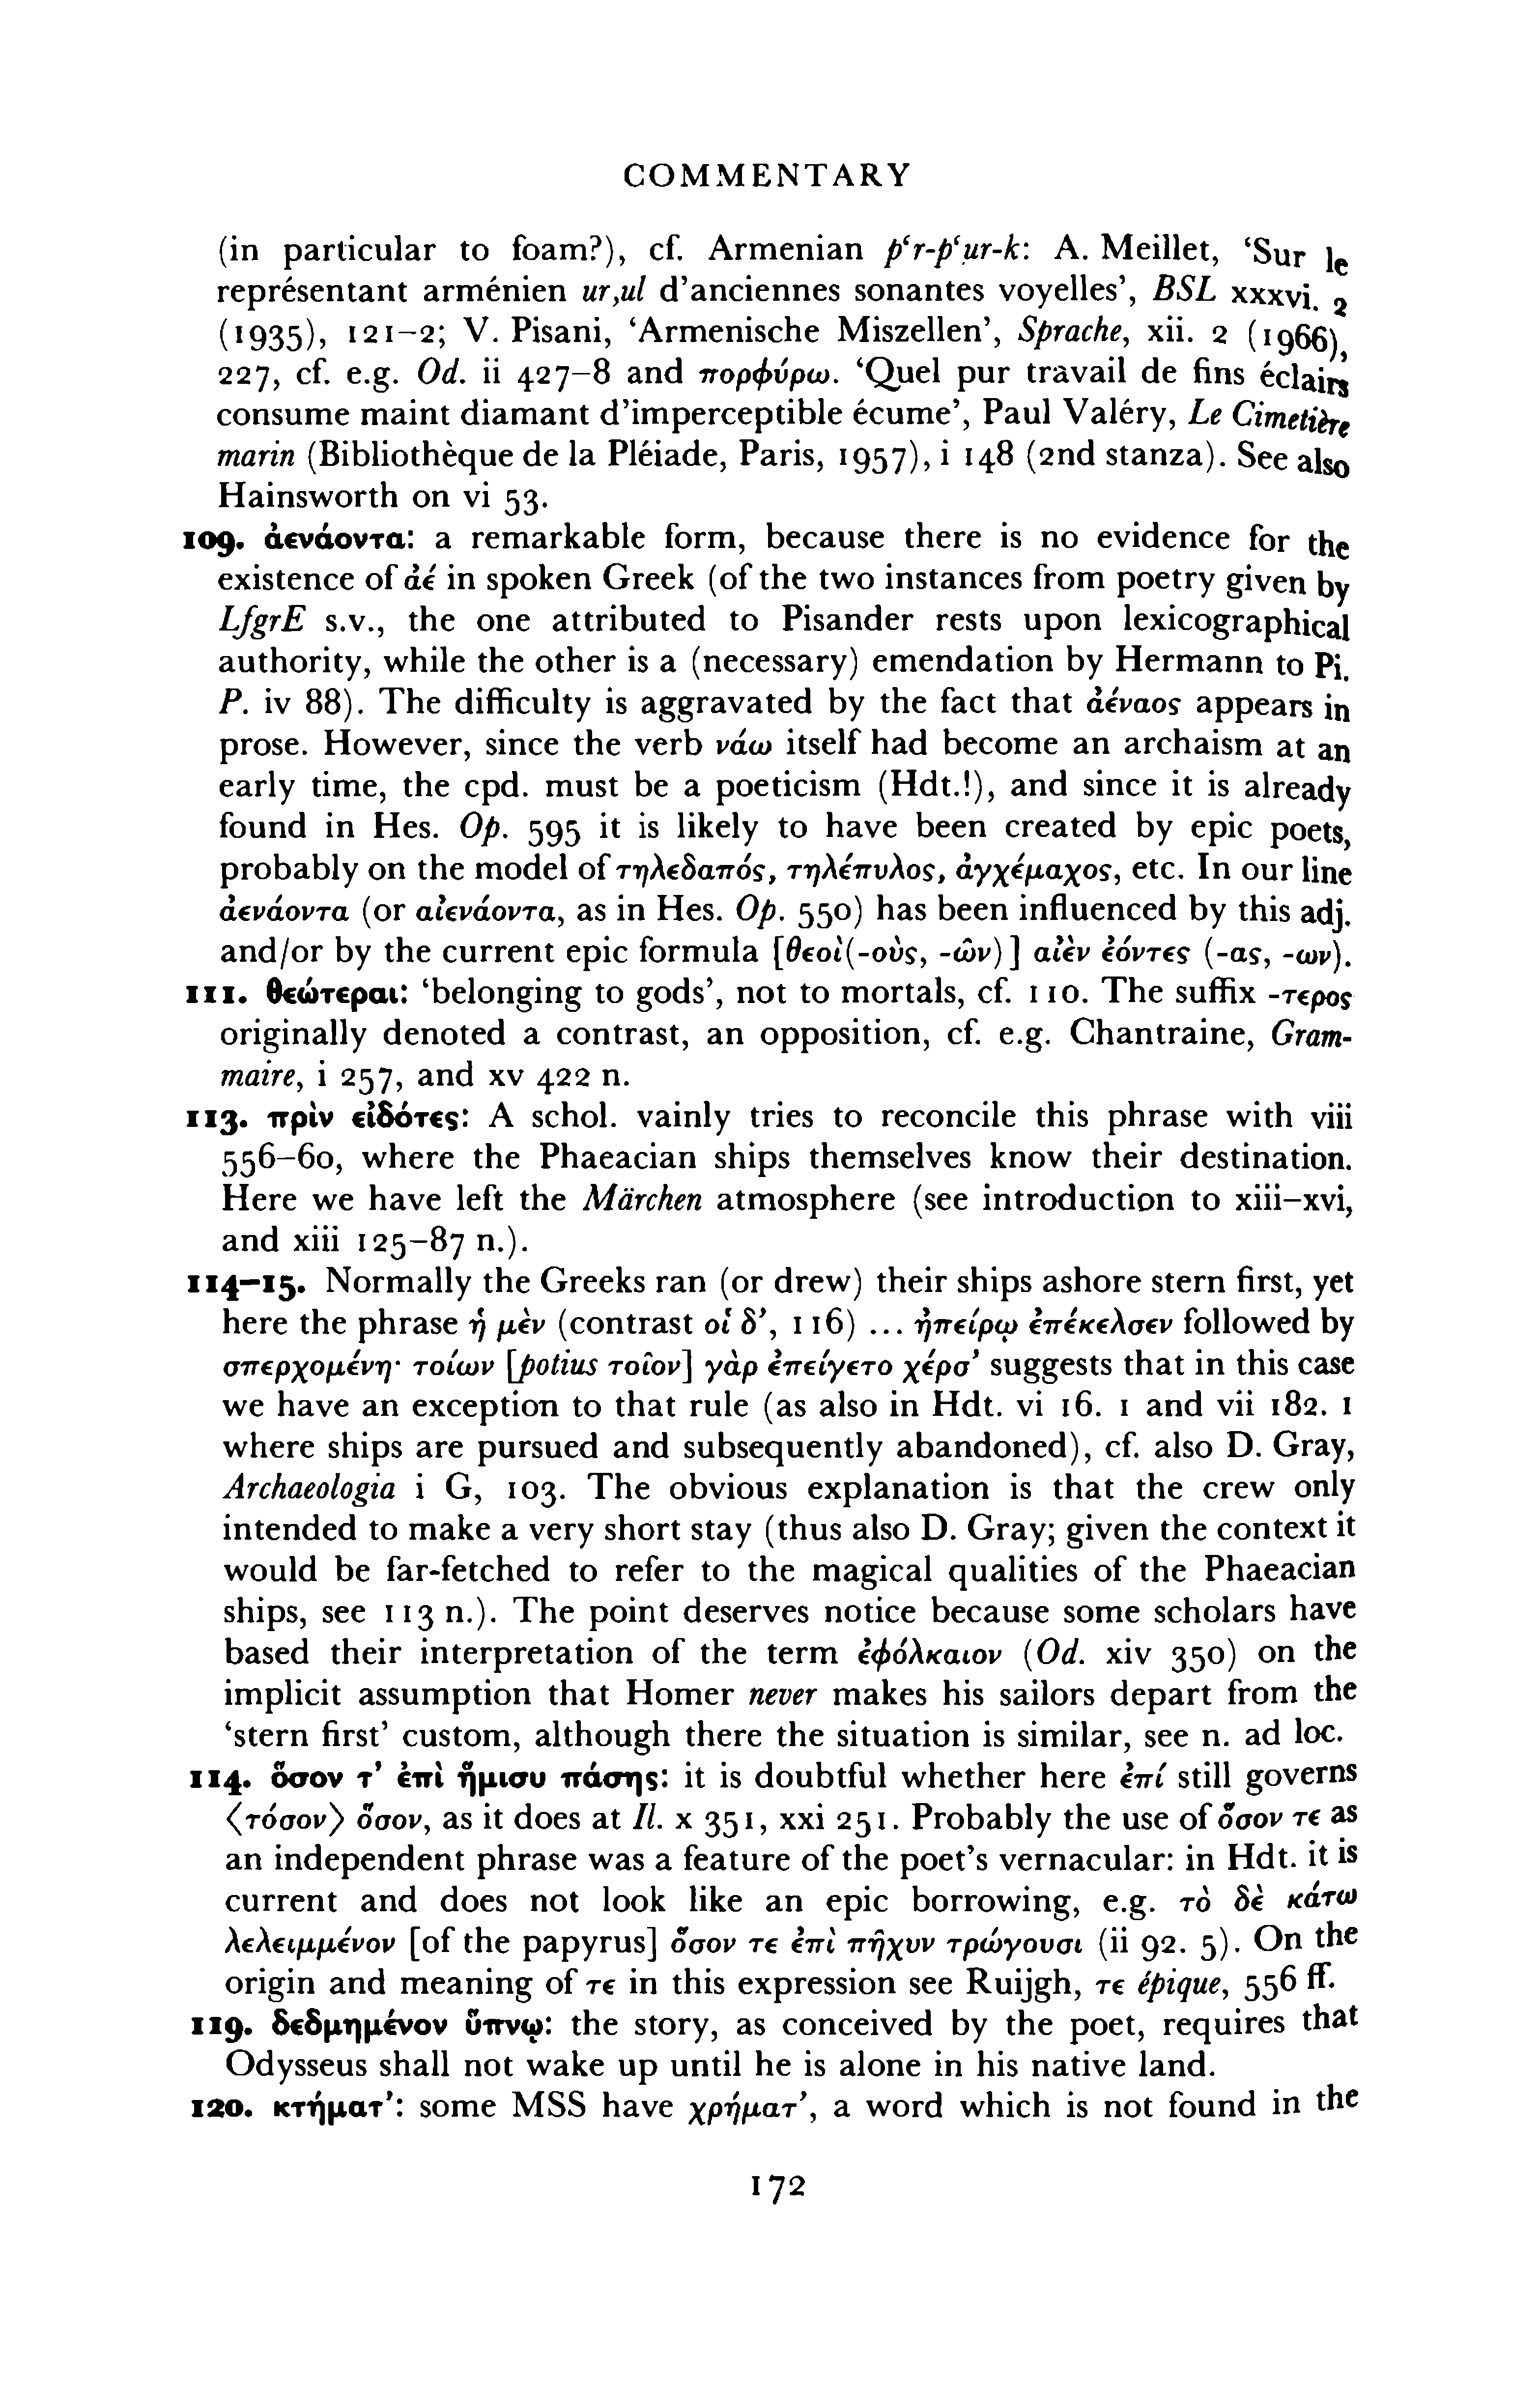 COMMENTARY
(in particular to foam?), cf. Armenian p‘r-p‘ur-k: A. Meillet, ‘Sur le
représentant arménien ur,ul d’anciennes sonantes voyelles’, BSL xxxvi. 2
(1935), 121–2; V. Pisani, ‘Armenische Miszellen’, Sprache, xii. 2 (1966),
227, cf. e.g. Od. ii 427–8 and πορφύρω. ‘Quel pur travail de fins éclairs
consume maint diamant d’imperceptible écume’, Paul Valéry, Le Cimetière
marin (Bibliothèque de la Pléiade, Paris, 1957), i 148 (2nd stanza). See also
Hainsworth on vi 53.
109. ἀενάοντα: a remarkable form, because there is no evidence for the
existence of ἀέ in spoken Greek (of the two instances from poetry given by
LfgrE s.v., the one attributed to Pisander rests upon lexicographical
authority, while the other is a (necessary) emendation by Hermann to Pi.
P. iv 88). The difficulty is aggravated by the fact that ἀέναος appears in
prose. However, since the verb νάω itself had become an archaism at an
early time, the cpd. must be a poeticism (Hdt.!), and since it is already
found in Hes. Op. 595 it is likely to have been created by epic poets,
probably on the model of τηλεδαπός, τηλέπυλος, ἀγχέμαχος, etc. In our line
ἀενάοντα (or αἰενάοντα, as in Hes. Op. 550) has been influenced by this adj.
and/or by the current epic formula [θεοὶ(-οὺς, -ῶν)] αἰὲν ἐόντες (-ας, -ων).
111. θεώτεραι: ‘belonging to gods’, not to mortals, cf. 110. The suffix -τερος
originally denoted a contrast, an opposition, cf. e.g. Chantraine, Gram-
maire, i 257, and xv 422 n.
113. πρὶν εἰδότες: A schol. vainly tries to reconcile this phrase with viii
556–60, where the Phaeacian ships themselves know their destination.
Here we have left the Märchen atmosphere (see introduction to xiii–xvi,
and xiii 125–87 n.).
114–15. Normally the Greeks ran (or drew) their ships ashore stern first, yet
here the phrase ἡ μὲν (contrast οἱ δ’, 116) ... ἠπείρῳ ἐπέκελσεν followed by
σπερχομένη· τοίων [potius τοῖον] γὰρ ἐπείγετο χέρσ’ suggests that in this case
we have an exception to that rule (as also in Hdt. vi 16. 1 and vii 182. 1
where ships are pursued and subsequently abandoned), cf. also D. Gray,
Archaeologia i G, 103. The obvious explanation is that the crew only
intended to make a very short stay (thus also D. Gray; given the context it
would be far-fetched to refer to the magical qualities of the Phaeacian
ships, see 113 n.). The point deserves notice because some scholars have
based their interpretation of the term ἐφόλκαιον (Od. xiv 350) on the
implicit assumption that Homer never makes his sailors depart from the
‘stern first’ custom, although there the situation is similar, see n. ad loc.
114. ὅσον τ’ ἐπὶ ἥμισυ πάσης: it is doubtful whether here ἐπί still governs
⟨τόσον⟩ ὅσον, as it does at Il. x 351, xxi 251. Probably the use of ὅσον τε as
an independent phrase was a feature of the poet’s vernacular: in Hdt. it is
current and does not look like an epic borrowing, e.g. τὸ δὲ κάτω
λελειμμένον [of the papyrus] ὅσον τε ἐπὶ πῆχυν τρώγουσι (ii 92. 5). On the
origin and meaning of τε in this expression see Ruijgh, τε épique, 556 ff.
119. δεδμημένον ὕπνῳ: the story, as conceived by the poet, requires that
Odysseus shall not wake up until he is alone in his native land.
120. κτήματ’: some MSS have χρήματ’, a word which is not found in the
172